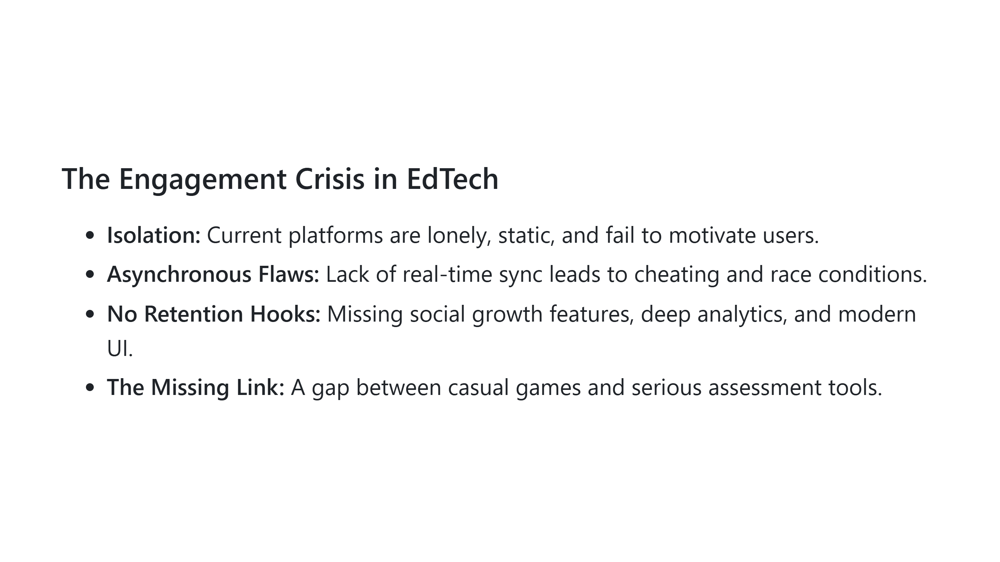 The Engagement Crisis in EdTech
• Isolation: Current platforms are lonely, static, and fail to motivate users.
• Asynchronous Flaws: Lack of real-time sync leads to cheating and race conditions.
• No Retention Hooks: Missing social growth features, deep analytics, and modern
UI.
• The Missing Link: A gap between casual games and serious assessment tools.